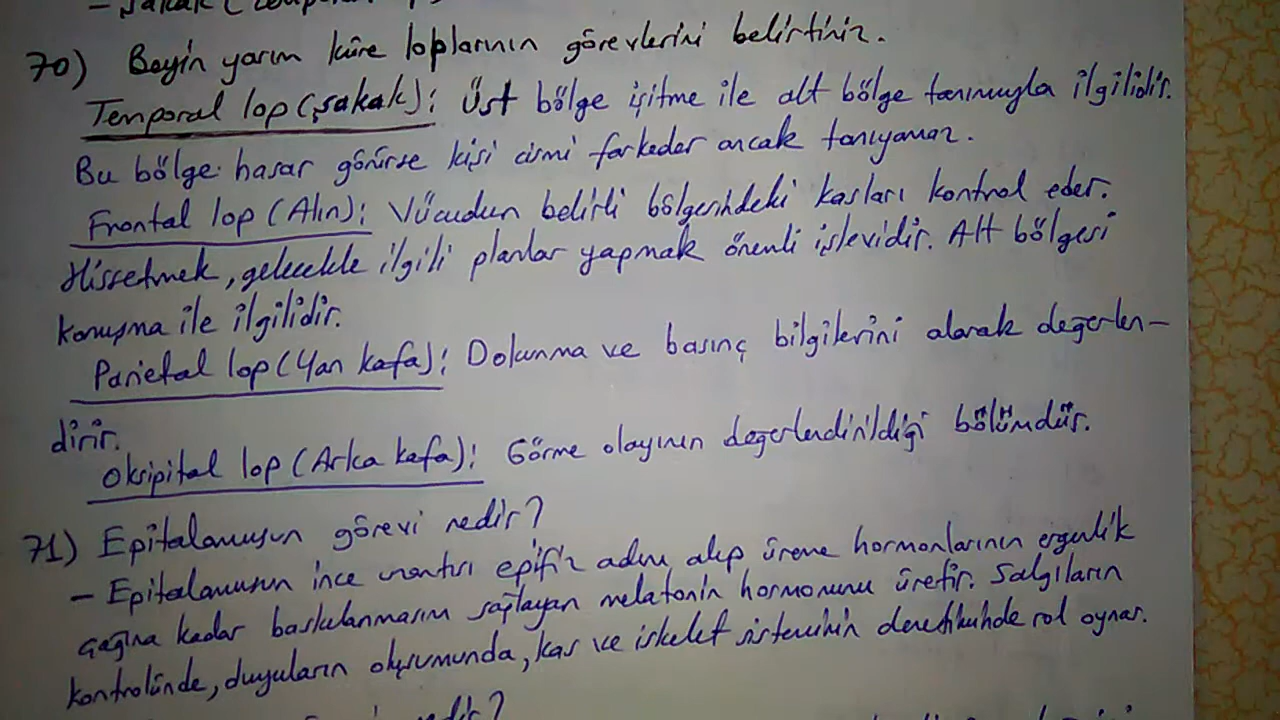 70) Beyin yarım küre loplarının görevlerini belirtiniz.
Temporal lop (şakak): Üst bölge işitme ile alt bölge tanımayla ilgilidir.
Bu bölge hasar görürse kişi cismi farkeder ancak tanıyamaz.
Frontal lop (Alın): Vücudun belirli bölgesindeki kasları kontrol eder.
Hissetmek, gelecekle ilgili planlar yapmak önemli işlevidir. Alt bölgesi
konuşma ile ilgilidir.
Parietal lop (Yan kafa): Dokunma ve basınç bilgilerini alarak değerlen-
dirir.
Oksipital lop (Arka kafa): Görme olayının değerlendirildiği bölümdür.
71) Epitalamusun görevi nedir?
- Epitalamusun ince uzantısı epifiz adını alıp üreme hormonlarının ergenlik
çağına kadar baskılanmasını sağlayan melatonin hormonunu üretir. Salgıların
kontrolünde, duyuların oluşumunda, kas ve iskelet sisteminin denetiminde rol oynar.
nedir?